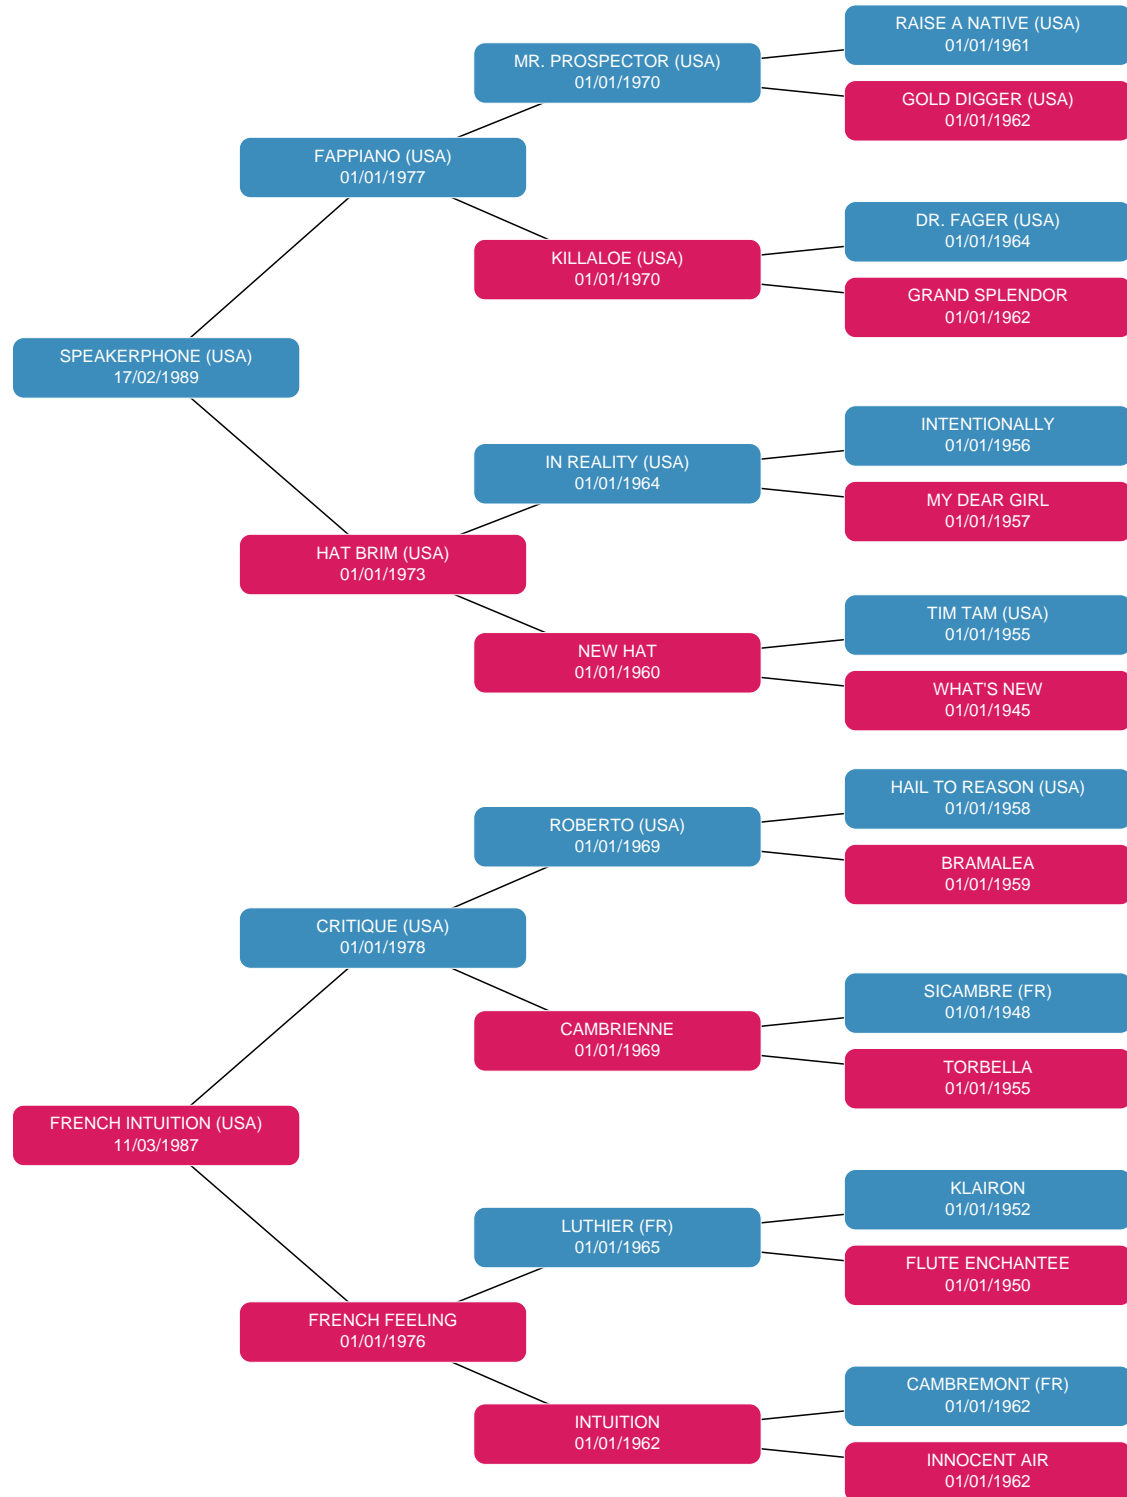 RAISE A NATIVE (USA)
01/01/1961
MR. PROSPECTOR (USA)
01/01/1970
GOLD DIGGER (USA)
01/01/1962
FAPPIANO (USA)
01/01/1977
DR. FAGER (USA)
01/01/1964
KILLALOE (USA)
01/01/1970
GRAND SPLENDOR
01/01/1962
SPEAKERPHONE (USA)
17/02/1989
INTENTIONALLY
01/01/1956
IN REALITY (USA)
01/01/1964
MY DEAR GIRL
01/01/1957
HAT BRIM (USA)
01/01/1973
TIM TAM (USA)
01/01/1955
NEW HAT
01/01/1960
WHAT'S NEW
01/01/1945
HAIL TO REASON (USA)
01/01/1958
ROBERTO (USA)
01/01/1969
BRAMALEA
01/01/1959
CRITIQUE (USA)
01/01/1978
SICAMBRE (FR)
01/01/1948
CAMBRIENNE
01/01/1969
TORBELLA
01/01/1955
FRENCH INTUITION (USA)
11/03/1987
KLAIRON
01/01/1952
LUTHIER (FR)
01/01/1965
FLUTE ENCHANTEE
01/01/1950
FRENCH FEELING
01/01/1976
CAMBREMONT (FR)
01/01/1962
INTUITION
01/01/1962
INNOCENT AIR
01/01/1962